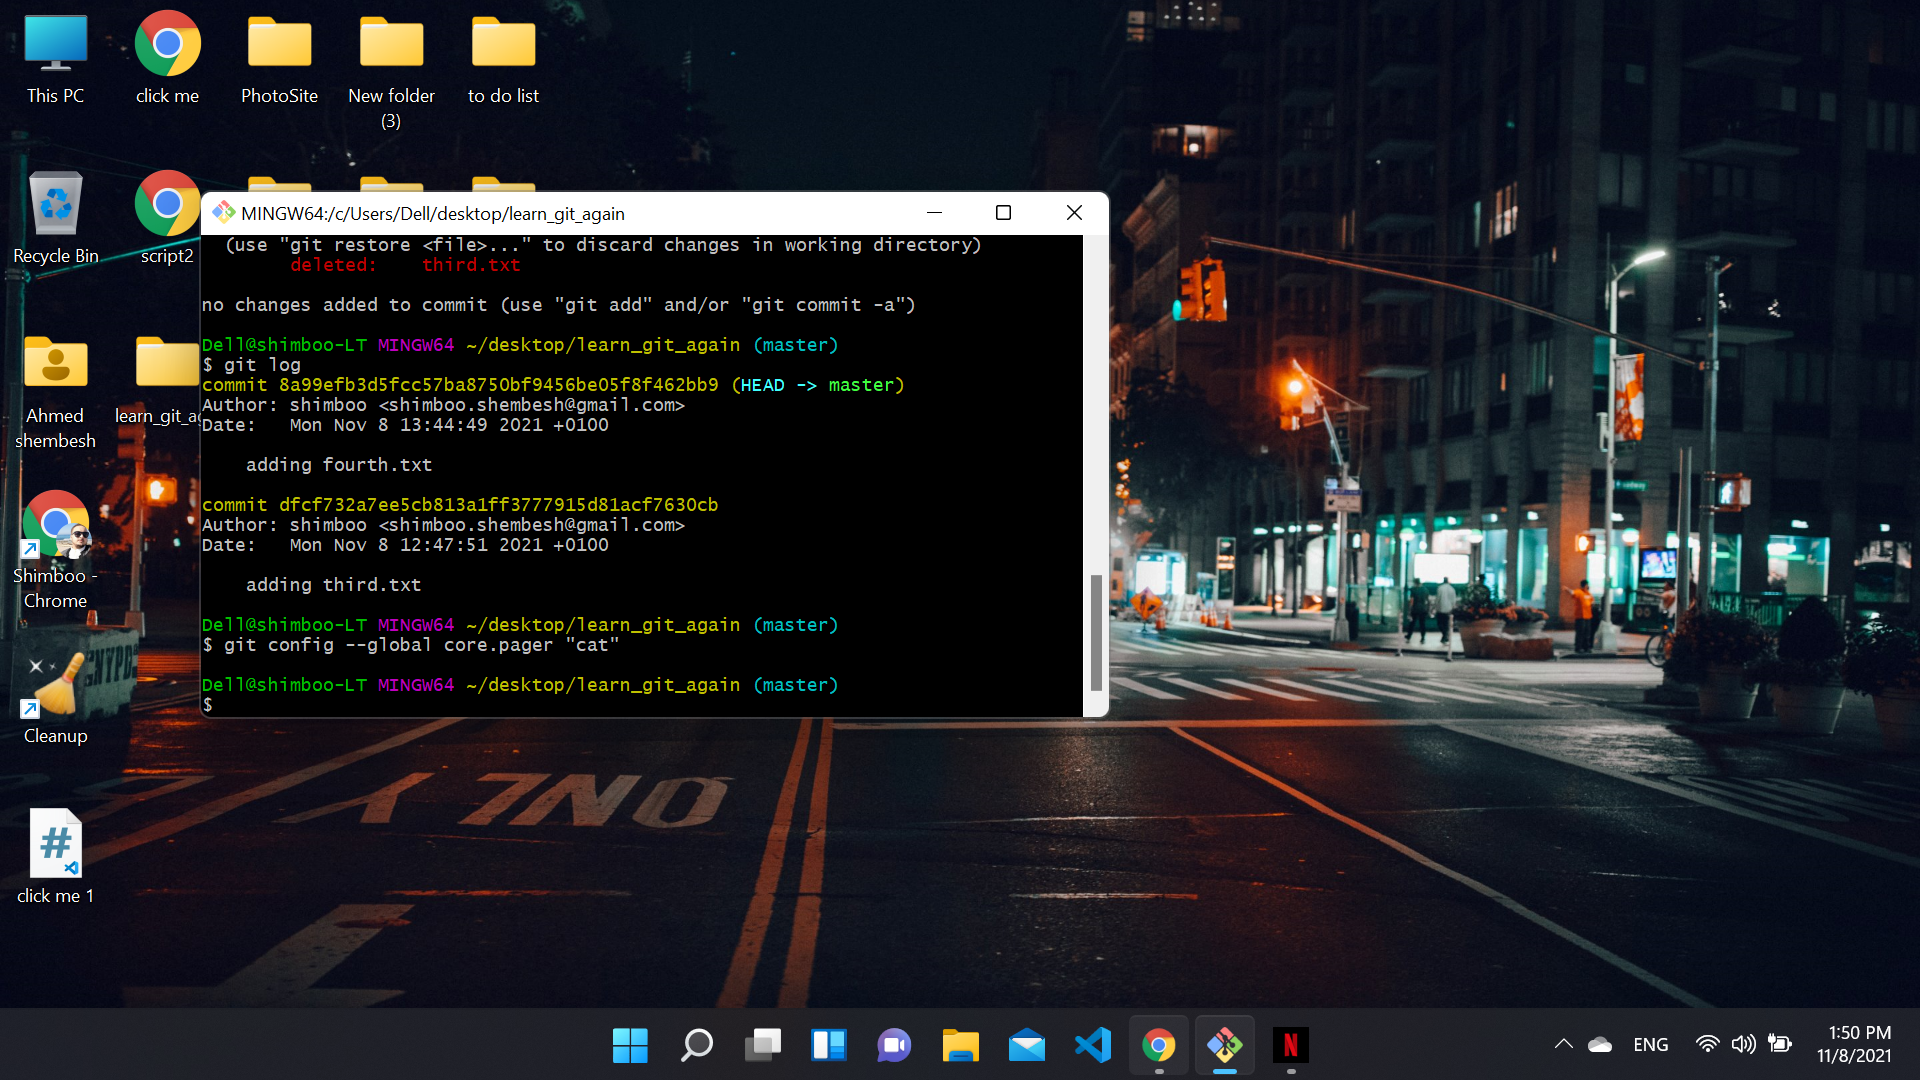 This PC
click me
PhotoSite
New folder
(3)
to do list
Recycle Bin
script2
Ahmed
shembesh
learn_git_ag
Shimboo -
Chrome
Cleanup
click me 1
MINGW64:/c/Users/Dell/desktop/learn_git_again
(use "git restore <file>..." to discard changes in working directory)
deleted:    third.txt
no changes added to commit (use "git add" and/or "git commit -a")
Dell@shimboo-LT MINGW64 ~/desktop/learn_git_again (master)
$ git log
commit 8a99efb3d5fcc57ba8750bf9456be05f8f462bb9 (HEAD -> master)
Author: shimboo <shimboo.shembesh@gmail.com>
Date:   Mon Nov 8 13:44:49 2021 +0100
adding fourth.txt
commit dfcf732a7ee5cb813a1ff3777915d81acf7630cb
Author: shimboo <shimboo.shembesh@gmail.com>
Date:   Mon Nov 8 12:47:51 2021 +0100
adding third.txt
Dell@shimboo-LT MINGW64 ~/desktop/learn_git_again (master)
$ git config --global core.pager "cat"
Dell@shimboo-LT MINGW64 ~/desktop/learn_git_again (master)
$
NYPD
ONLY
ENG
1:50 PM
11/8/2021